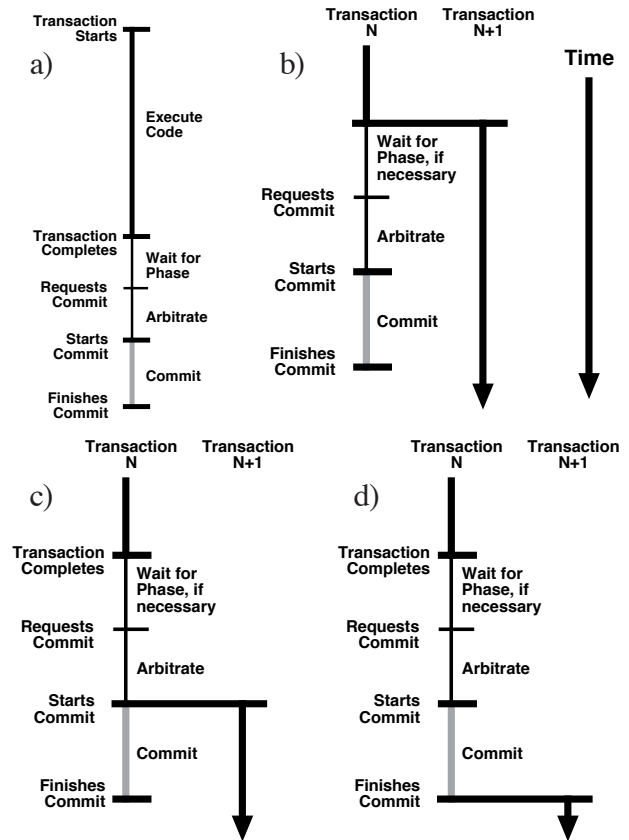 a)
Transaction
Starts
Execute
Code
Transaction
Completes
Wait for
Phase
Requests
Commit
Arbitrate
Starts
Commit
Commit
Finishes
Commit
b)
Transaction
N
Transaction
N+1
Time
Wait for
Phase, if
necessary
Requests
Commit
Arbitrate
Starts
Commit
Commit
Finishes
Commit
c)
Transaction
N
Transaction
N+1
Transaction
Completes
Wait for
Phase, if
necessary
Requests
Commit
Arbitrate
Starts
Commit
Commit
Finishes
Commit
d)
Transaction
N
Transaction
N+1
Transaction
Completes
Wait for
Phase, if
necessary
Requests
Commit
Arbitrate
Starts
Commit
Commit
Finishes
Commit